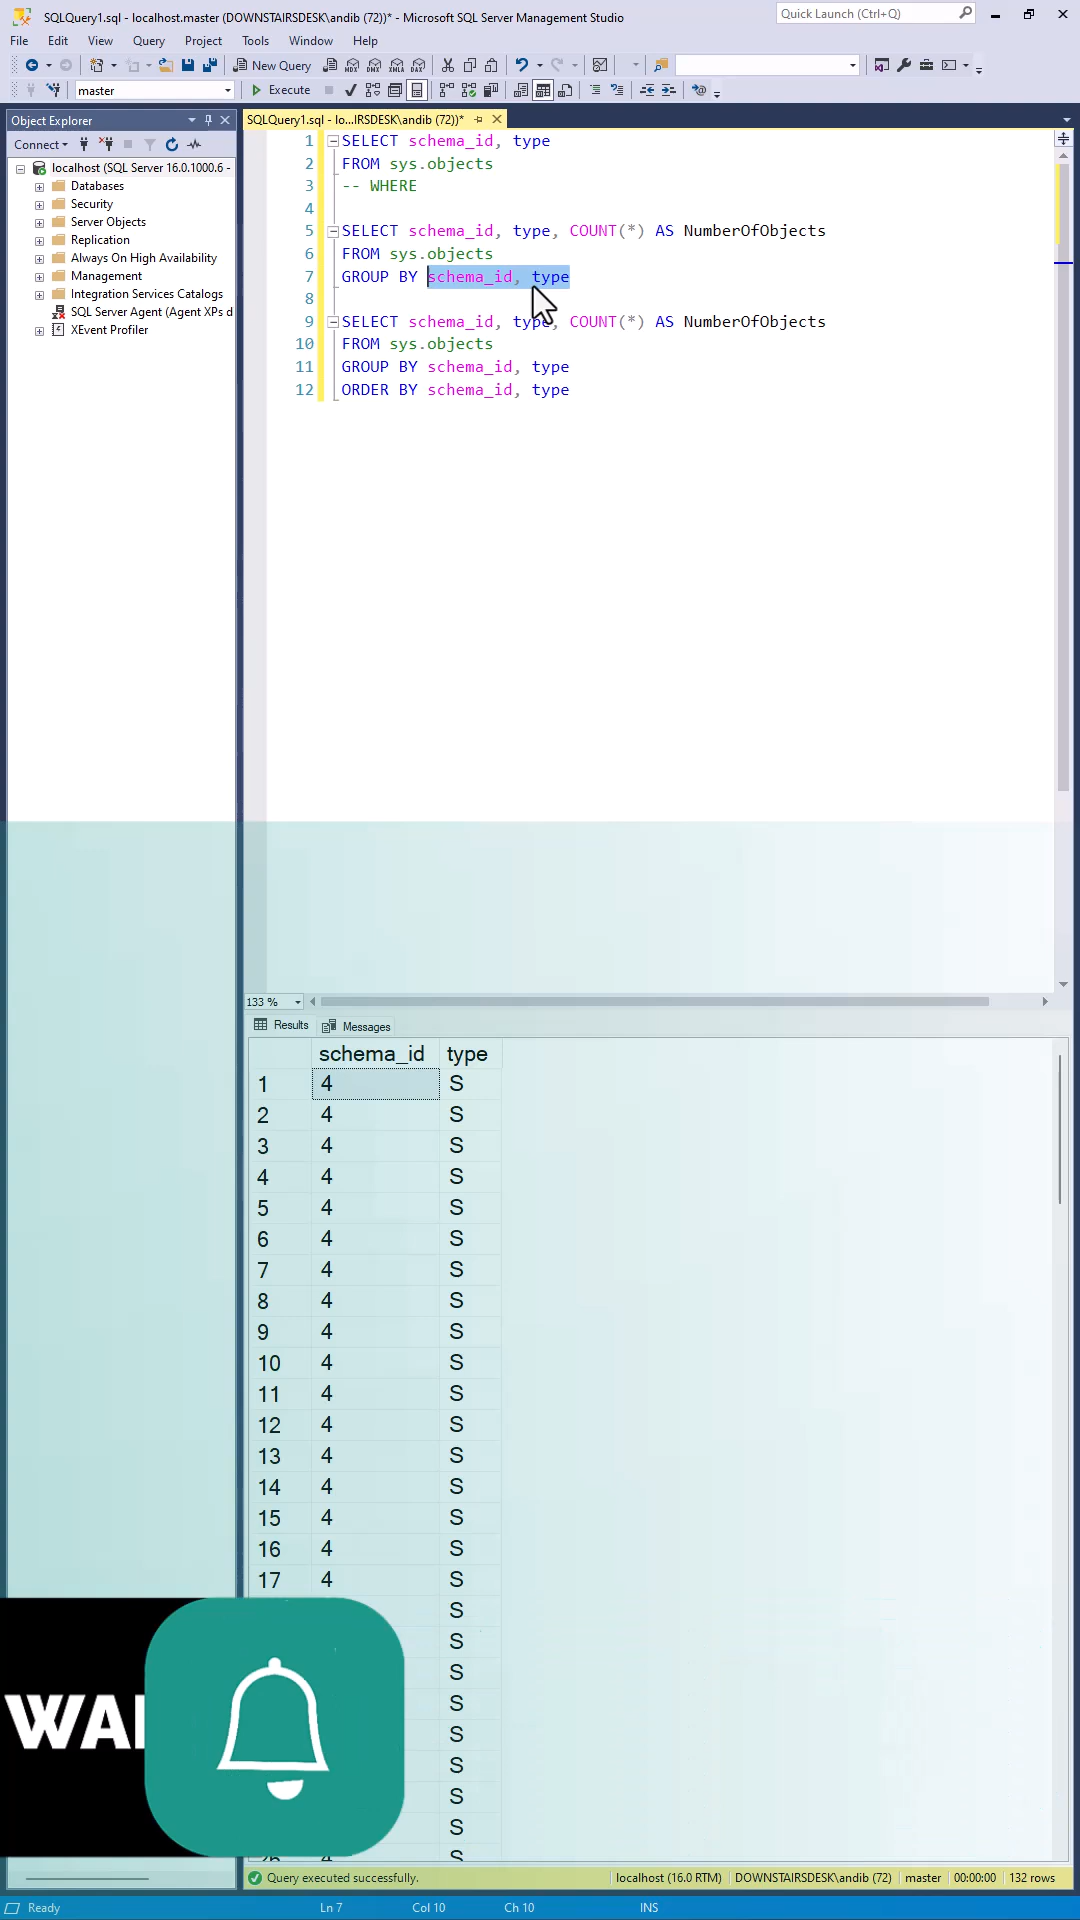 SQLQuery1.sql - localhost.master (DOWNSTAIRSDESK\andib (72))* - Microsoft SQL Server Management Studio
Quick Launch (Ctrl+Q)
File Edit View Query Project Tools Window Help
New Query
master
Execute
Object Explorer
Connect
localhost (SQL Server 16.0.1000.6 -
Databases
Security
Server Objects
Replication
Always On High Availability
Management
Integration Services Catalogs
SQL Server Agent (Agent XPs d
XEvent Profiler
SQLQuery1.sql - lo...IRSDESK\andib (72))*
1 SELECT schema_id, type
2 FROM sys.objects
3 -- WHERE
4
5 SELECT schema_id, type, COUNT(*) AS NumberOfObjects
6 FROM sys.objects
7 GROUP BY schema_id, type
8
9 SELECT schema_id, type, COUNT(*) AS NumberOfObjects
10 FROM sys.objects
11 GROUP BY schema_id, type
12 ORDER BY schema_id, type
133 %
Results Messages
schema_id type
1 4 S
2 4 S
3 4 S
4 4 S
5 4 S
6 4 S
7 4 S
8 4 S
9 4 S
10 4 S
11 4 S
12 4 S
13 4 S
14 4 S
15 4 S
16 4 S
17 4 S
S
S
S
S
S
S
S
S
26 4 S
Query executed successfully.
localhost (16.0 RTM) DOWNSTAIRSDESK\andib (72) master 00:00:00 132 rows
Ready Ln 7 Col 10 Ch 10 INS